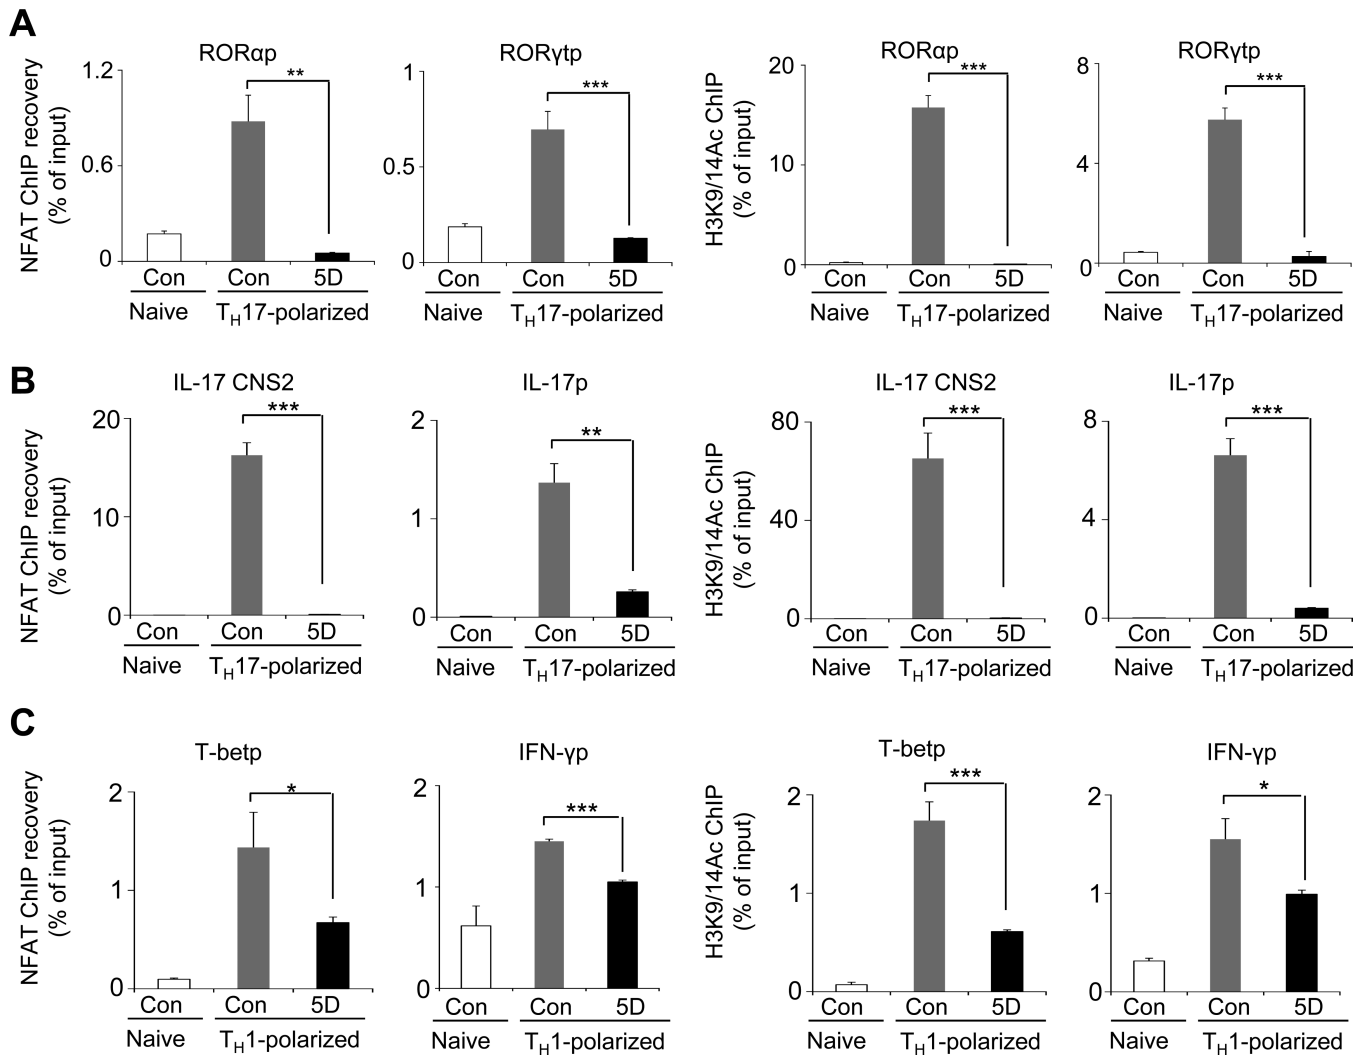 A
RORαp
RORγtp
RORαp
RORγtp
NFAT ChIP recovery
(% of input)
1.2
0.6
0
**
Con
Con
5D
Naive
TH17-polarized
1
0.5
0
***
Con
Con
5D
Naive
TH17-polarized
H3K9/14Ac ChIP
(% of input)
20
10
0
***
Con
Con
5D
Naive
TH17-polarized
8
4
0
***
Con
Con
5D
Naive
TH17-polarized
B
IL-17 CNS2
IL-17p
IL-17 CNS2
IL-17p
NFAT ChIP recovery
(% of input)
20
10
0
***
Con
Con
5D
Naive
TH17-polarized
2
1
0
**
Con
Con
5D
Naive
TH17-polarized
H3K9/14Ac ChIP
(% of input)
80
40
0
***
Con
Con
5D
Naive
TH17-polarized
8
4
0
***
Con
Con
5D
Naive
TH17-polarized
C
T-betp
IFN-γp
T-betp
IFN-γp
NFAT ChIP recovery
(% of input)
2
1
0
*
Con
Con
5D
Naive
TH1-polarized
2
1
0
***
Con
Con
5D
Naive
TH1-polarized
H3K9/14Ac ChIP
(% of input)
2
1
0
***
Con
Con
5D
Naive
TH1-polarized
2
1
0
*
Con
Con
5D
Naive
TH1-polarized